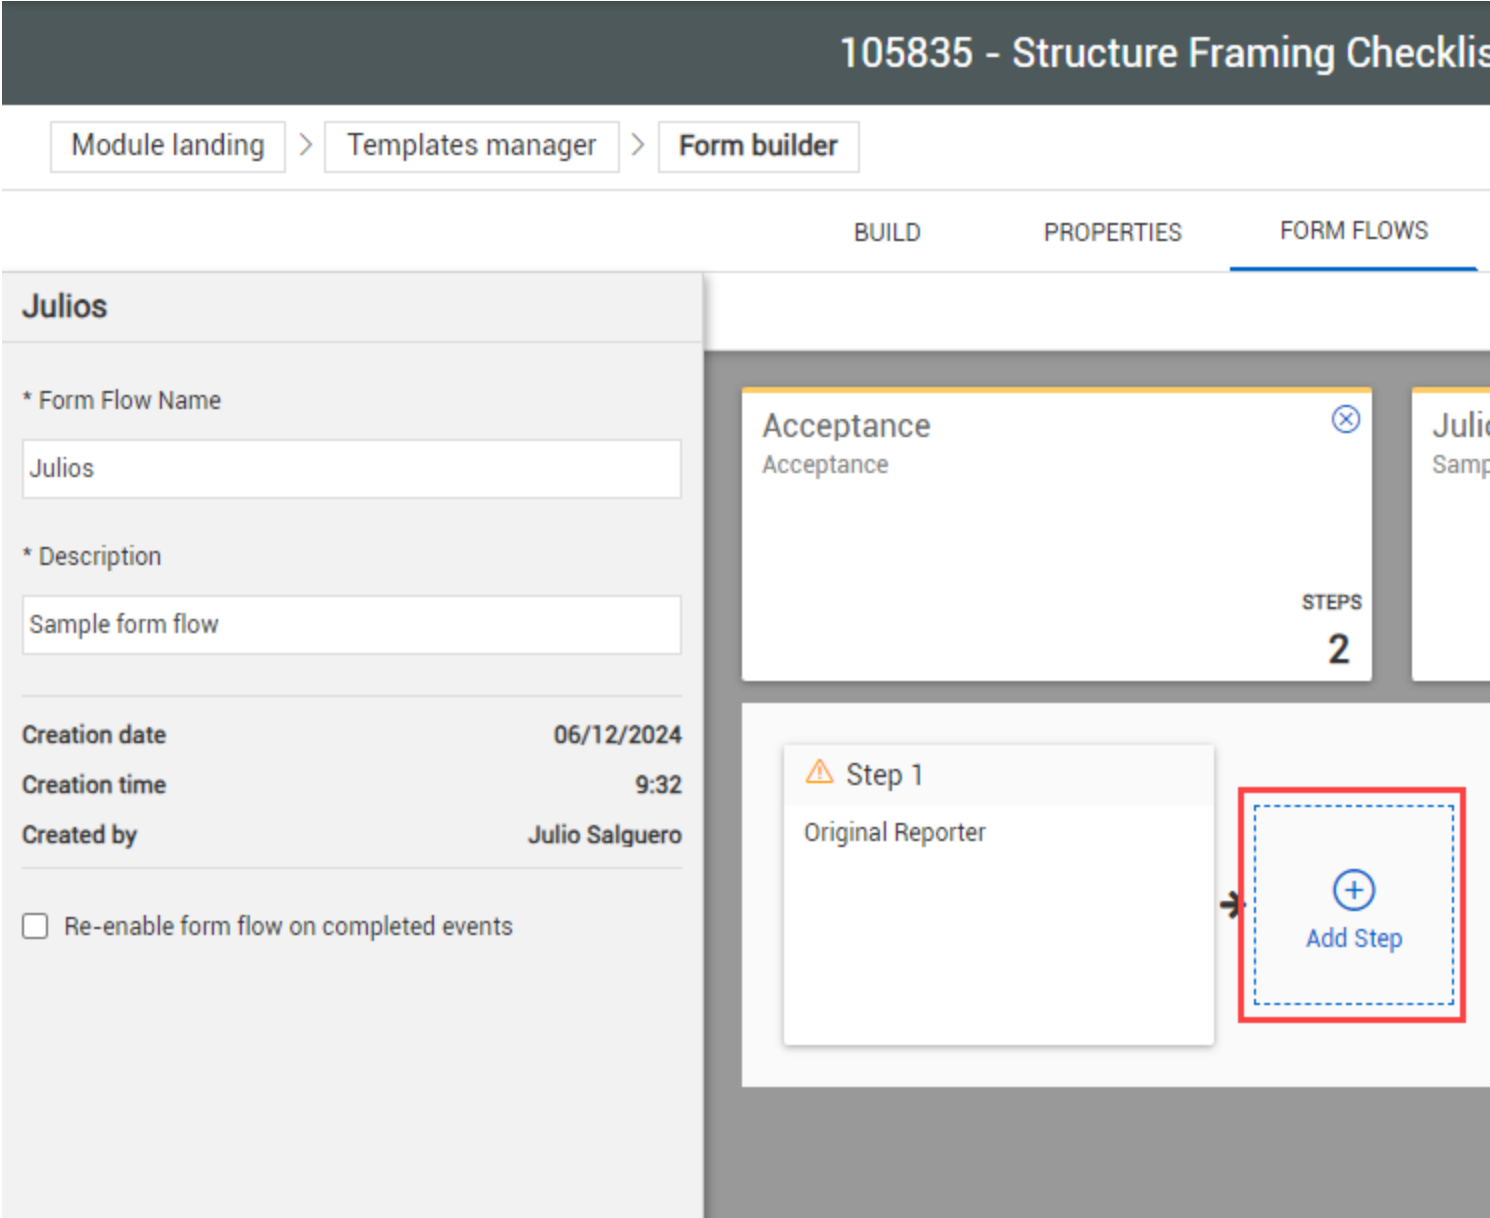 105835 - Structure Framing Checklis
Module landing > Templates manager > Form builder
BUILD PROPERTIES FORM FLOWS
Julios
* Form Flow Name
Julios
* Description
Sample form flow
Creation date 06/12/2024
Creation time 9:32
Created by Julio Salguero
Re-enable form flow on completed events
Acceptance
Acceptance
STEPS
2
Julio
Samp
Step 1
Original Reporter
Add Step